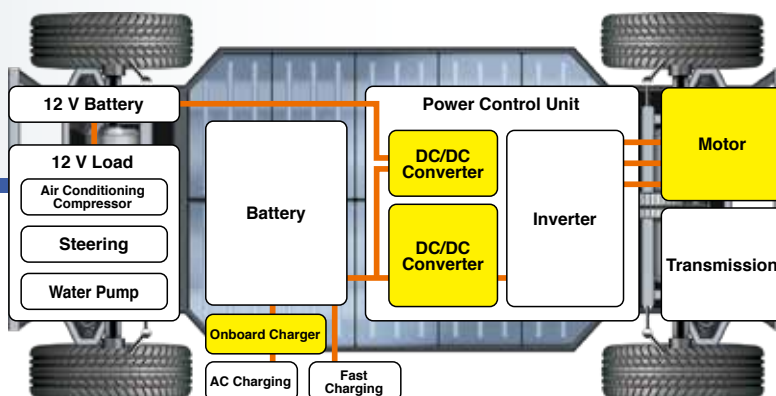 12 V Battery
12 V Load
Air Conditioning
Compressor
Steering
Water Pump
Battery
Onboard Charger
AC Charging
Fast
Charging
Power Control Unit
DC/DC
Converter
DC/DC
Converter
Inverter
Motor
Transmission